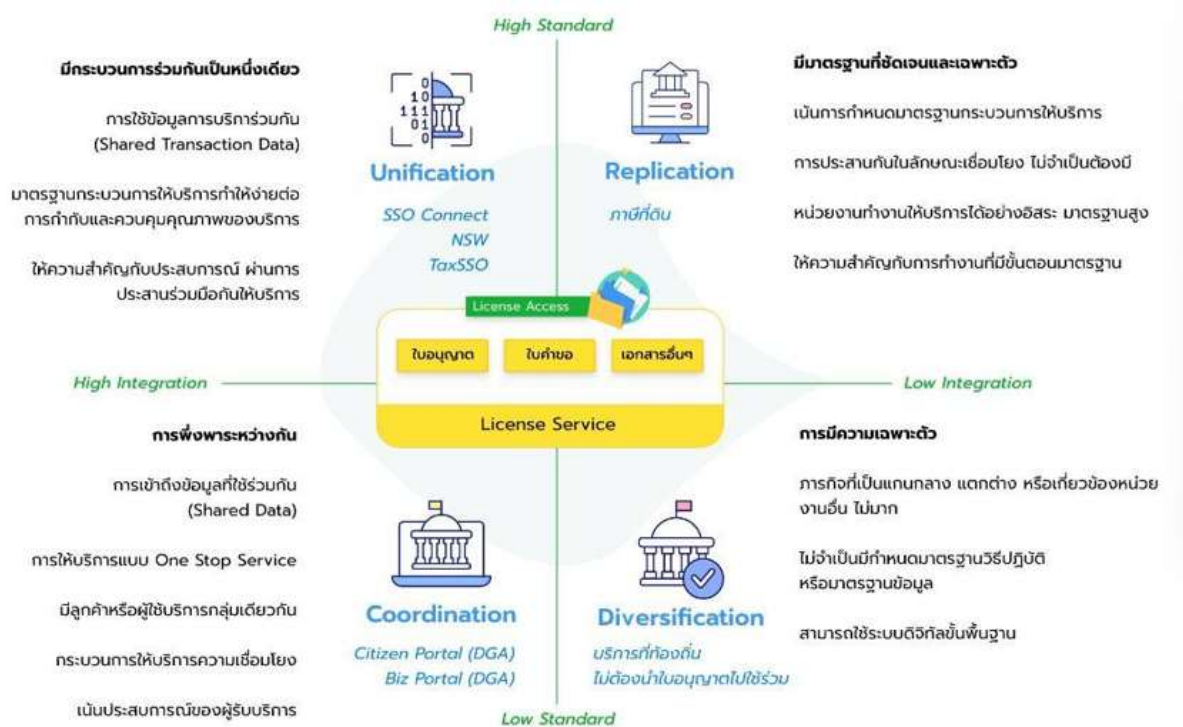 High Standard
มีกระบวนการร่วมกันเป็นหนึ่งเดียว
การใช้ข้อมูลการบริการร่วมกัน
(Shared Transaction Data)
มาตรฐานกระบวนการให้บริการทำให้ง่ายต่อ
การกำกับและควบคุมคุณภาพของบริการ
ให้ความสำคัญกับประสบการณ์ ผ่านการ
ประสานร่วมมือกันให้บริการ
0
10
111
01
0
Unification
SSO Connect
NSW
TaxSSO
Replication
ภาษีที่ดิน
มีมาตรฐานที่ชัดเจนและเฉพาะตัว
เน้นการกำหนดมาตรฐานกระบวนการให้บริการ
การประสานกันในลักษณะเชื่อมโยง ไม่จำเป็นต้องมี
หน่วยงานทำงานให้บริการได้อย่างอิสระ มาตรฐานสูง
ให้ความสำคัญกับการทำงานที่มีขั้นตอนมาตรฐาน
License Access
ใบอนุญาต
ใบคำขอ
เอกสารอื่นๆ
License Service
High Integration
Low Integration
การพึ่งพาระหว่างกัน
การเข้าถึงข้อมูลที่ใช้ร่วมกัน
(Shared Data)
การให้บริการแบบ One Stop Service
มีลูกค้าหรือผู้ใช้บริการกลุ่มเดียวกัน
กระบวนการให้บริการความเชื่อมโยง
เน้นประสบการณ์ของผู้รับบริการ
Coordination
Citizen Portal (DGA)
Biz Portal (DGA)
Diversification
บริการที่ท้องถิ่น
ไม่ต้องนำใบอนุญาตไปใช้ร่วม
การมีความเฉพาะตัว
ภารกิจที่เป็นแกนกลาง แตกต่าง หรือเกี่ยวข้องหน่วย
งานอื่น ไม่มาก
ไม่จำเป็นมีกำหนดมาตรฐานวิธีปฏิบัติ
หรือมาตรฐานข้อมูล
สามารถใช้ระบบดิจิทัลขั้นพื้นฐาน
Low Standard